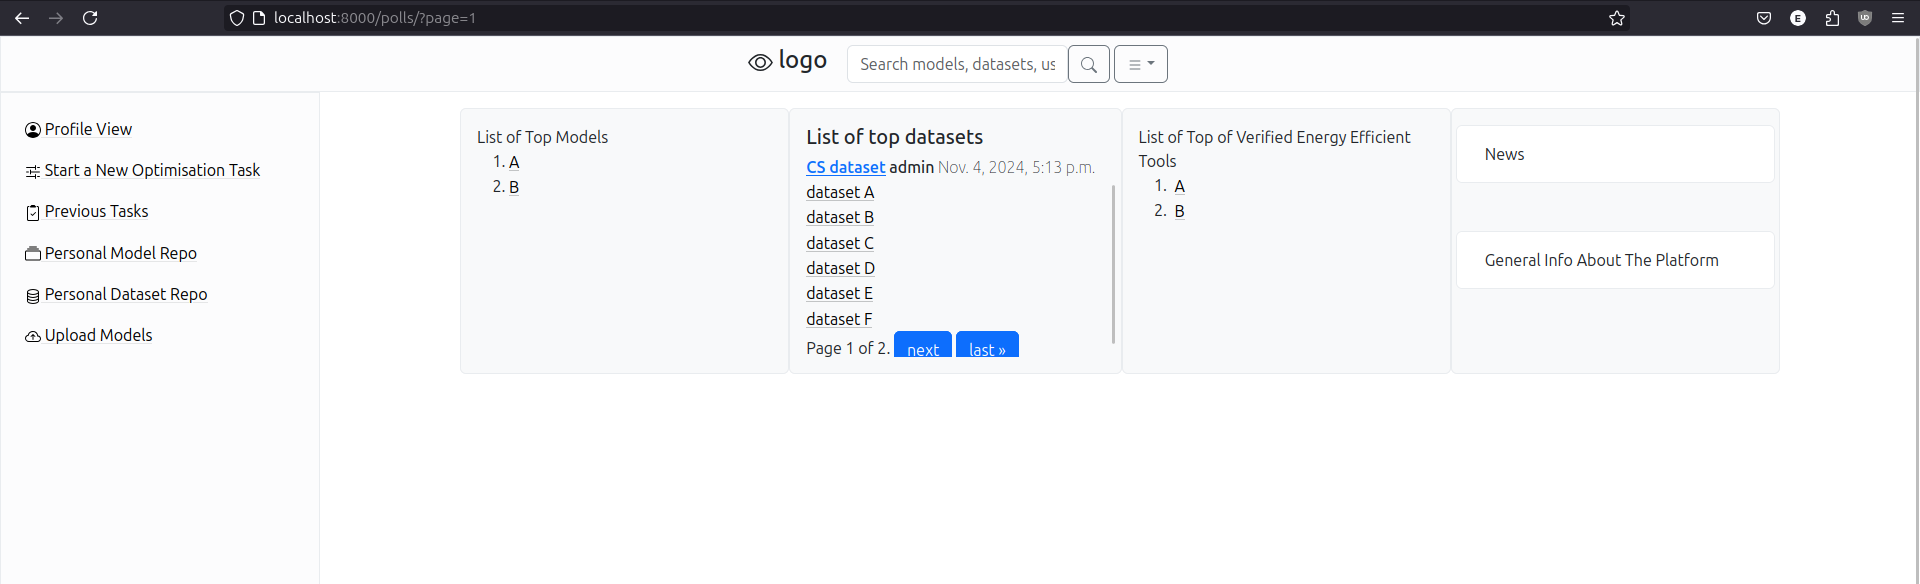 localhost:8000/polls/?page=1
E
UD
logo
Search models, datasets, us
Profile View
Start a New Optimisation Task
Previous Tasks
Personal Model Repo
Personal Dataset Repo
Upload Models
List of Top Models
1. A
2. B
List of top datasets
CS dataset admin Nov. 4, 2024, 5:13 p.m.
dataset A
dataset B
dataset C
dataset D
dataset E
dataset F
Page 1 of 2. next last »
List of Top of Verified Energy Efficient
Tools
1. A
2. B
News
General Info About The Platform